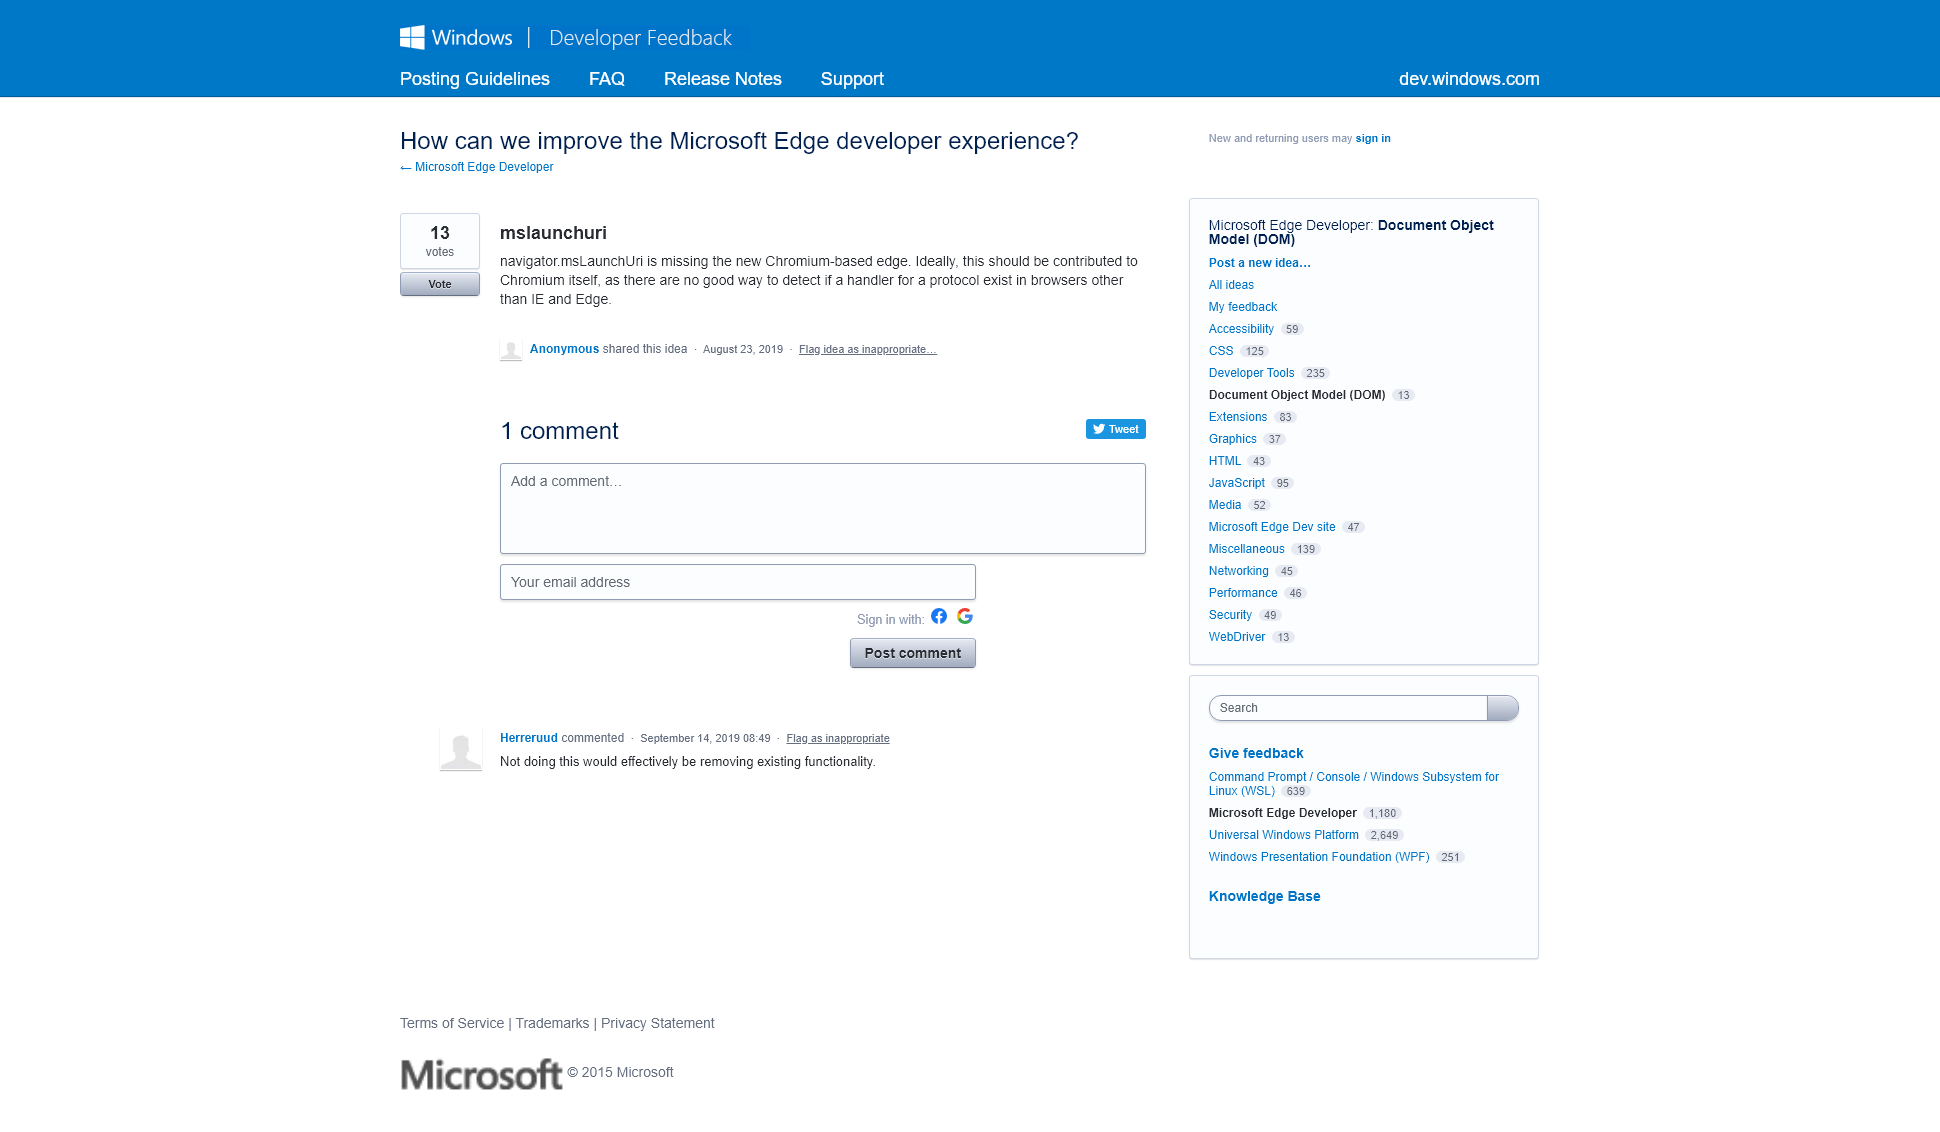 Windows | Developer Feedback
Posting Guidelines FAQ Release Notes Support dev.windows.com
How can we improve the Microsoft Edge developer experience?
← Microsoft Edge Developer
New and returning users may sign in
13
votes
Vote
mslaunchuri
navigator.msLaunchUri is missing the new Chromium-based edge. Ideally, this should be contributed to
Chromium itself, as there are no good way to detect if a handler for a protocol exist in browsers other
than IE and Edge.
Anonymous shared this idea · August 23, 2019 · Flag idea as inappropriate…
1 comment
Tweet
Add a comment…
Your email address
Sign in with:
Post comment
Herreruud commented · September 14, 2019 08:49 · Flag as inappropriate
Not doing this would effectively be removing existing functionality.
Microsoft Edge Developer: Document Object
Model (DOM)
Post a new idea…
All ideas
My feedback
Accessibility 59
CSS 125
Developer Tools 235
Document Object Model (DOM) 13
Extensions 83
Graphics 37
HTML 43
JavaScript 95
Media 52
Microsoft Edge Dev site 47
Miscellaneous 139
Networking 45
Performance 46
Security 49
WebDriver 13
Search
Give feedback
Command Prompt / Console / Windows Subsystem for
Linux (WSL) 639
Microsoft Edge Developer 1,180
Universal Windows Platform 2,649
Windows Presentation Foundation (WPF) 251
Knowledge Base
Terms of Service | Trademarks | Privacy Statement
Microsoft © 2015 Microsoft